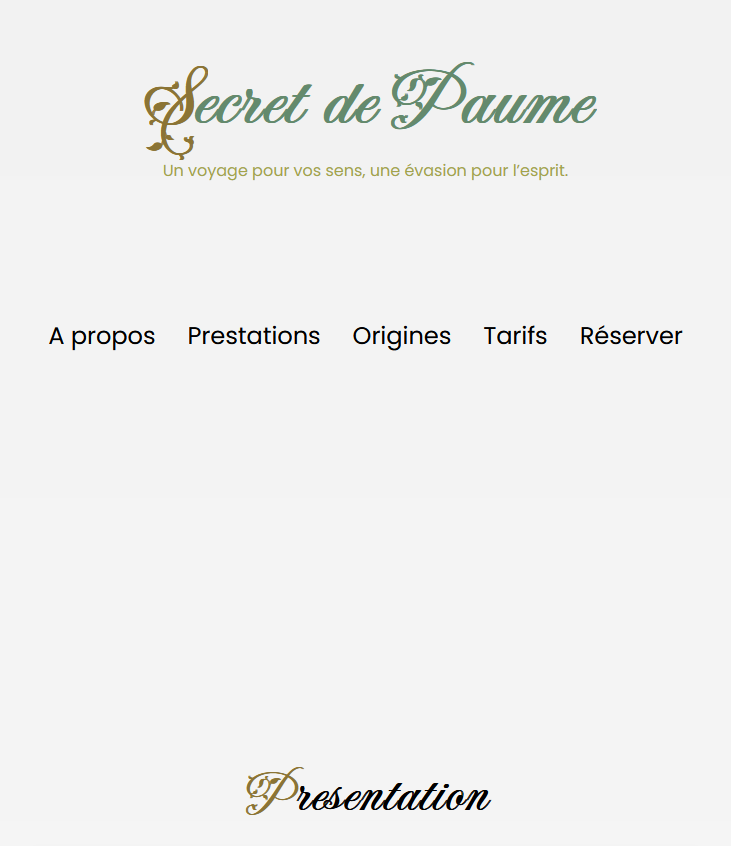 Secret de Paume
Un voyage pour vos sens, une évasion pour l’esprit.
A propos Prestations Origines Tarifs Réserver
Presentation